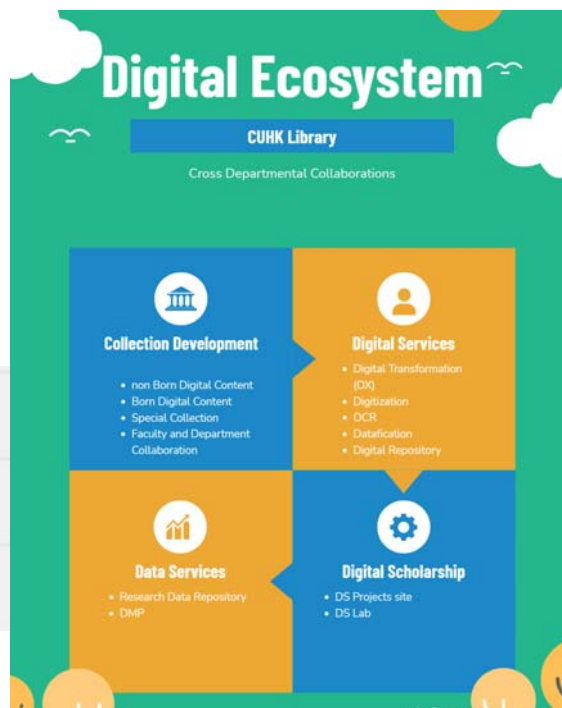 Digital Ecosystem
CUHK Library
Cross Departmental Collaborations
Collection Development
• non Born Digital Content
• Born Digital Content
• Special Collection
• Faculty and Department
Collaboration
Digital Services
• Digital Transformation
(DX)
• Digitization
• OCR
• Datafication
• Digital Repository
Data Services
• Research Data Repository
• DMP
Digital Scholarship
• DS Projects site
• DS Lab